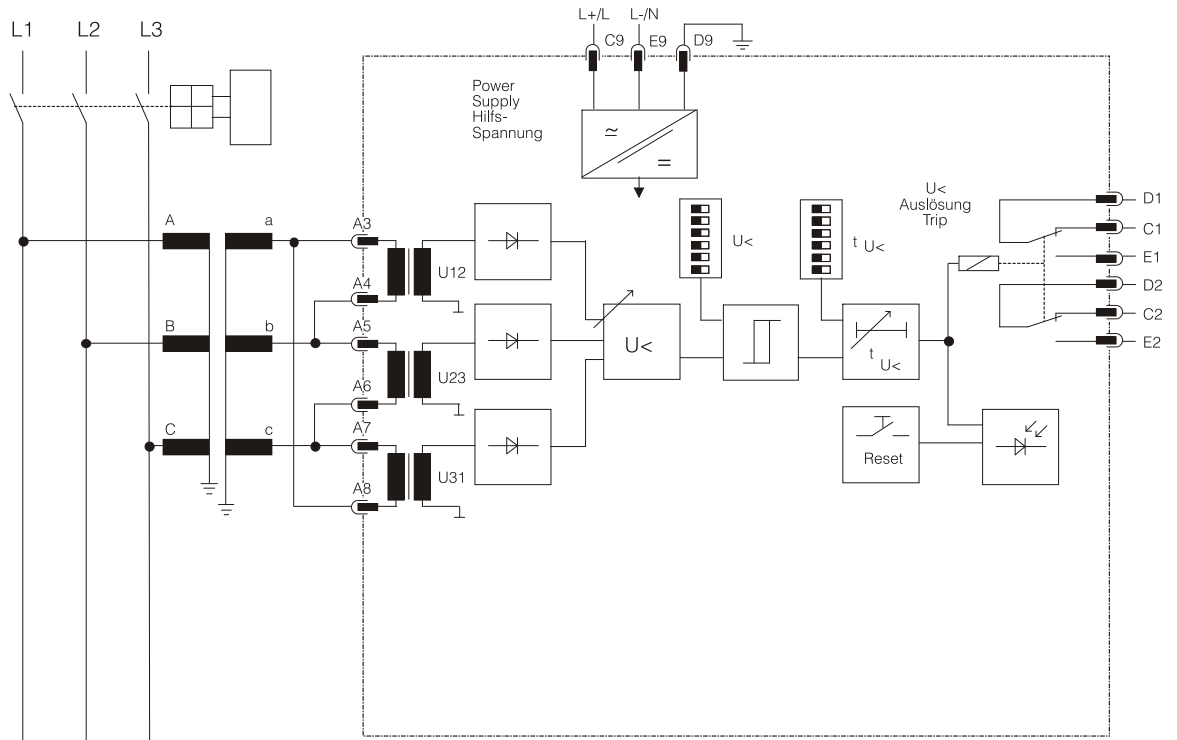 L+/L L-/N
L1 L2 L3
C9 E9 D9
Power
Supply
Hilfs-
Spannung
≃
=
U<
Auslösung
Trip
D1
C1
E1
D2
C2
E2
A a
A3
U12
A4
U<
t U<
B b
A5
U23
A6
U<
t
U<
C c
A7
U31
A8
Reset